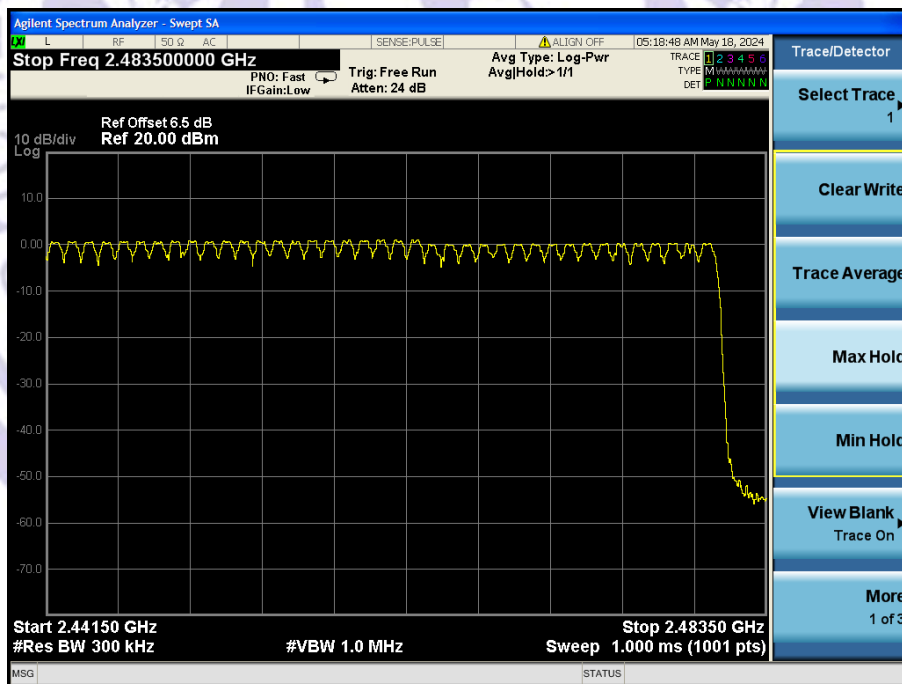 Agilent Spectrum Analyzer - Swept SA
LXI L RF 50 Ω AC SENSE:PULSE ALIGN OFF 05:18:48 AM May 18, 2024
Stop Freq 2.483500000 GHz
PNO: Fast
IFGain:Low
Trig: Free Run
Atten: 24 dB
Avg Type: Log-Pwr
Avg|Hold:>1/1
TRACE 1 2 3 4 5 6
TYPE M W W W W W
DET P N N N N N
Ref Offset 6.5 dB
10 dB/div Ref 20.00 dBm
Log
10.0
0.00
-10.0
-20.0
-30.0
-40.0
-50.0
-60.0
-70.0
Start 2.44150 GHz Stop 2.48350 GHz
#Res BW 300 kHz #VBW 1.0 MHz Sweep 1.000 ms (1001 pts)
MSG STATUS
Trace/Detector
Select Trace
1
Clear Write
Trace Average
Max Hold
Min Hold
View Blank
Trace On
More
1 of 3